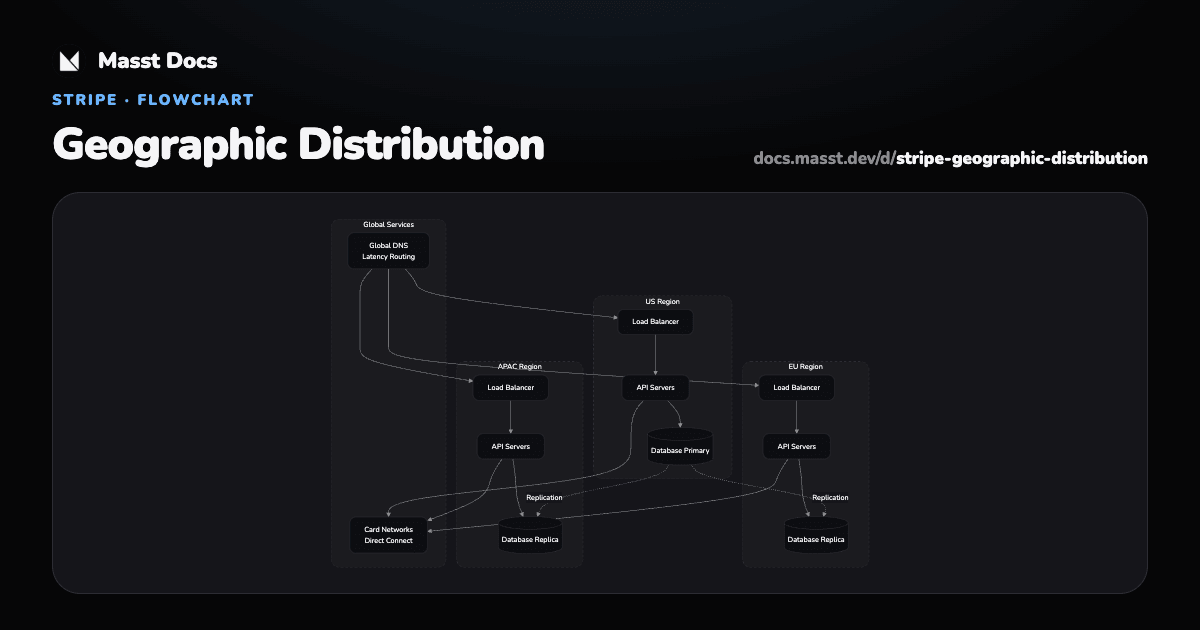 Masst Docs
STRIPE · FLOWCHART
Geographic Distribution
docs.masst.dev/d/stripe-geographic-distribution
Global Services
Global DNS
Latency Routing
US Region
Load Balancer
APAC Region
EU Region
Load Balancer
API Servers
Load Balancer
API Servers
Database Primary
API Servers
Replication
Replication
Card Networks
Direct Connect
Database Replica
Database Replica